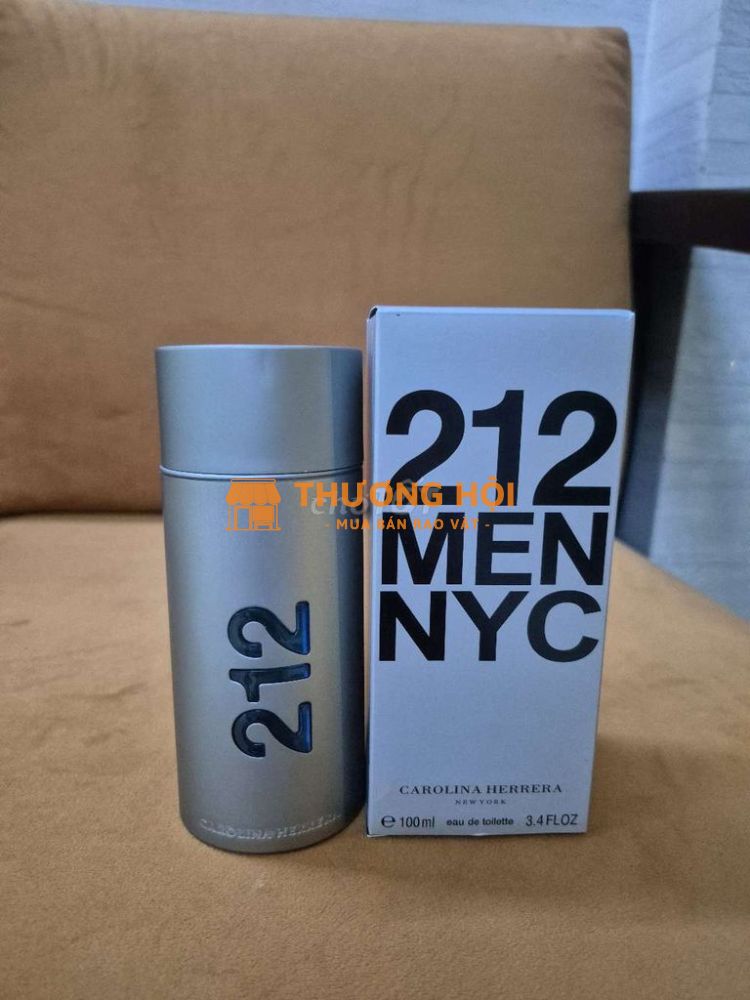 212
MEN
NYC
CAROLINA HERRERA
NEW YORK
e 100ml eau de toilette 3.4 FL OZ
212
CAROLINA HERRERA
THƯƠNG HỘI
- MUA BÁN RAO VẶT -